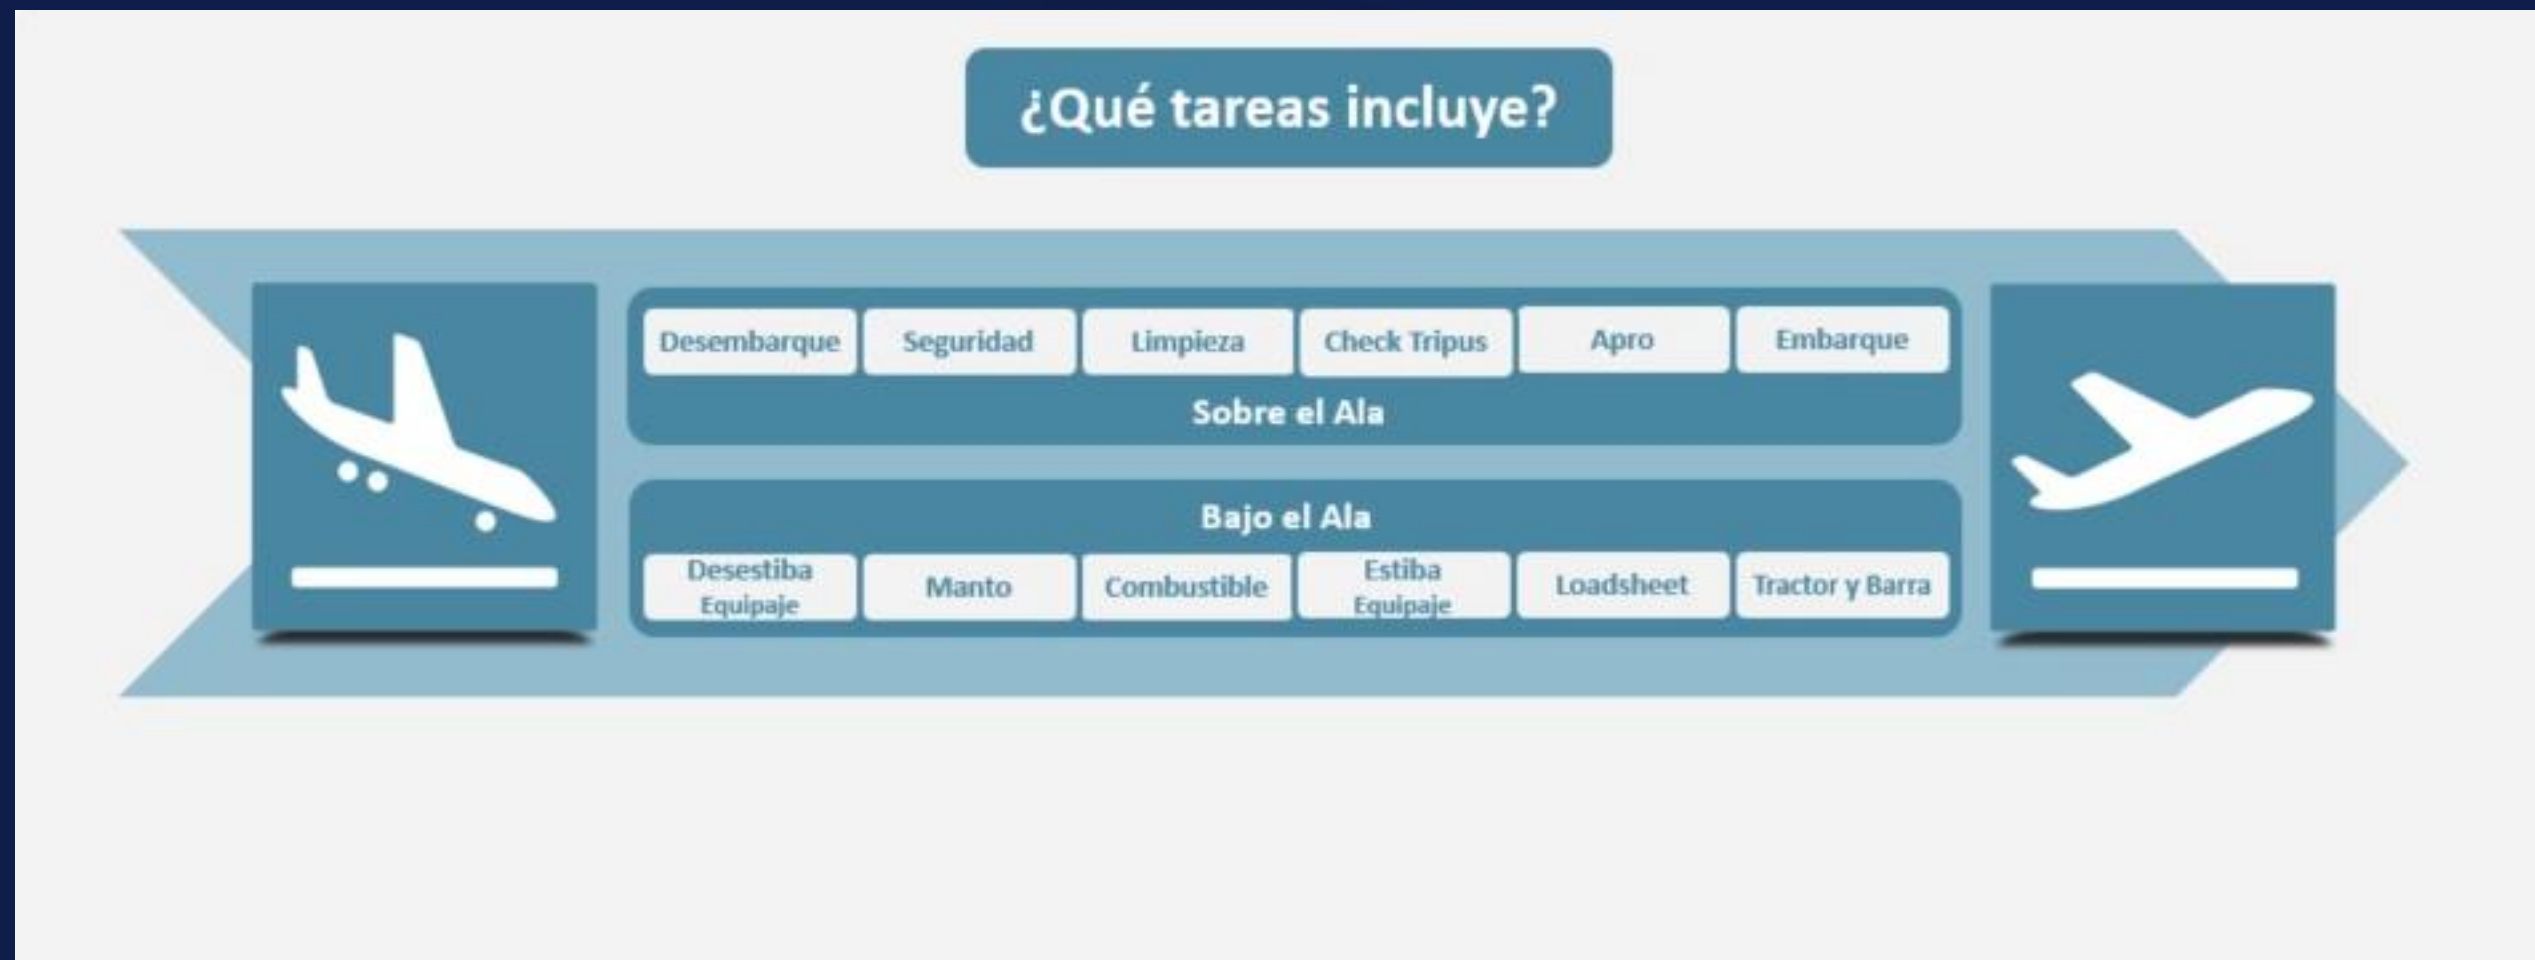 ¿Qué tareas incluye?
Desembarque
Seguridad
Limpieza
Check Tripus
Apro
Embarque
Sobre el Ala
Bajo el Ala
Desestiba
Equipaje
Manto
Combustible
Estiba
Equipaje
Loadsheet
Tractor y Barra